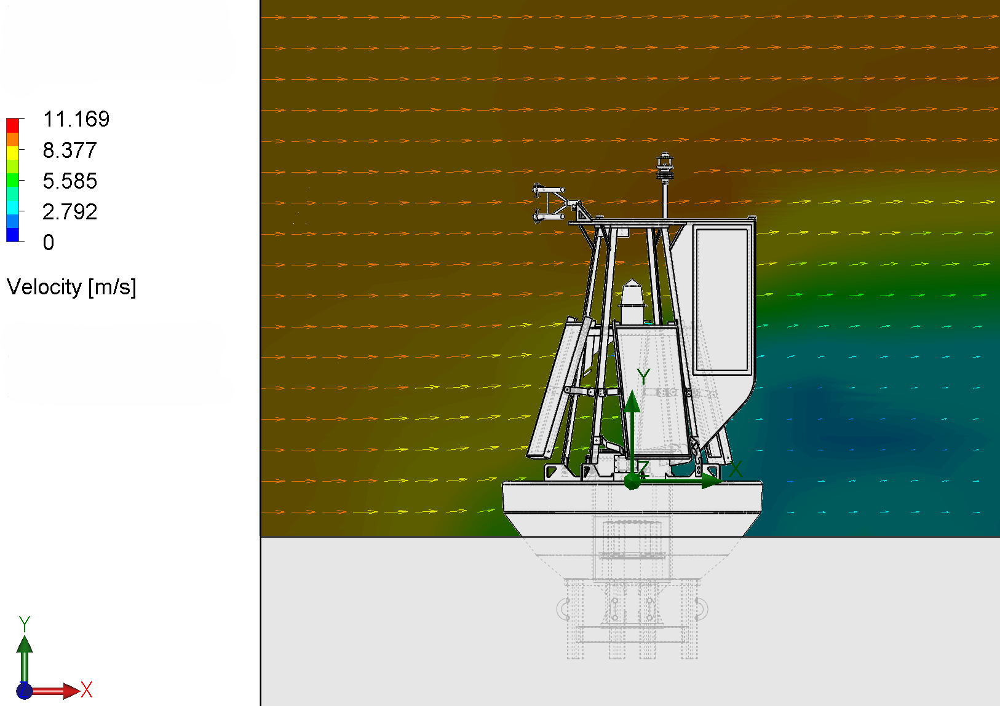 11.169
8.377
5.585
2.792
0
Velocity [m/s]
Y
Z
X
Y
Z
X